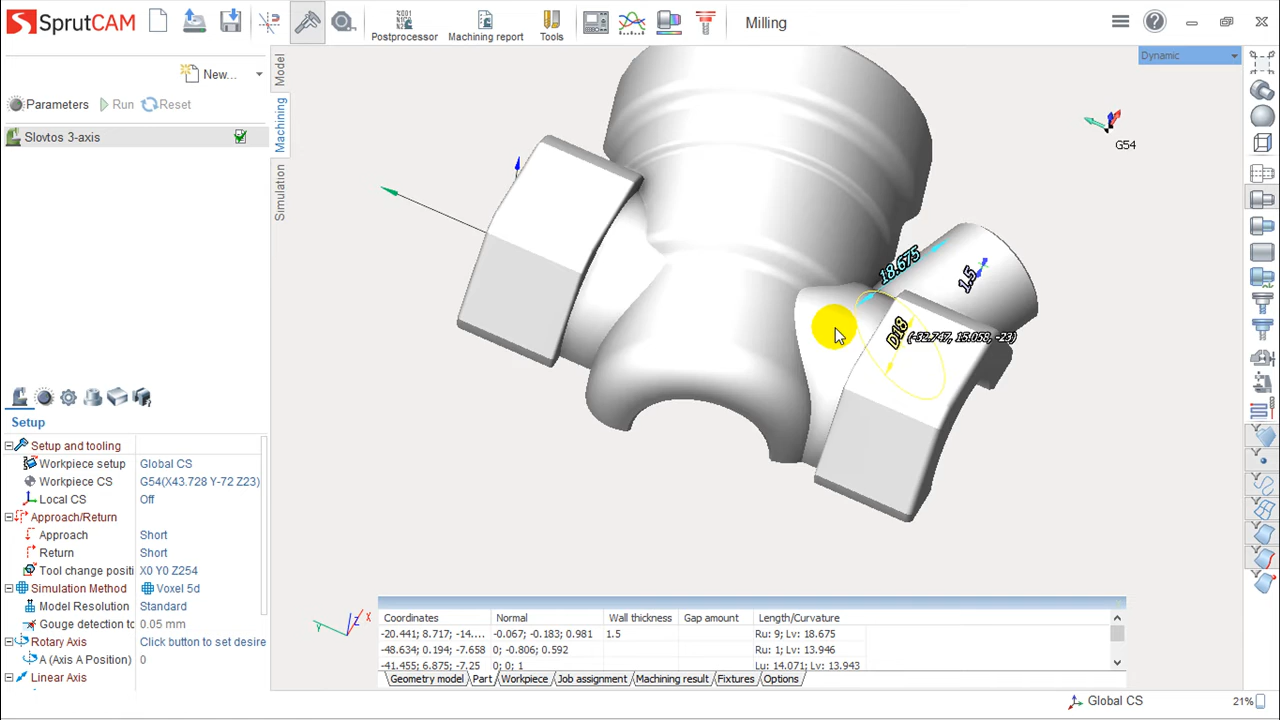 SprutCAM
%001 N10 N20
Postprocessor
Machining report
Tools
Milling
New...
Parameters
Run
Reset
Slovtos 3-axis
Model
Machining
Simulation
Dynamic
G54
18.675
1.5
D18
(-32.747, 15.059, -23)
Setup
Setup and tooling
Workpiece setup Global CS
Workpiece CS G54(X43.728 Y-72 Z23)
Local CS Off
Approach/Return
Approach Short
Return Short
Tool change positi X0 Y0 Z254
Simulation Method Voxel 5d
Model Resolution Standard
Gouge detection to 0.05 mm
Rotary Axis Click button to set desire
A (Axis A Position) 0
Linear Axis
X
Y
Z
Coordinates Normal Wall thickness Gap amount Length/Curvature
-20.441; 8.717; -14.... -0.067; -0.183; 0.981 1.5 Ru: 9; Lv: 18.675
-48.634; 0.194; -7.658 0; -0.806; 0.592 Ru: 1; Lv: 13.946
-41.455; 6.875; -7.25 0; 0; 1 Lu: 14.071; Lv: 13.943
Geometry model Part Workpiece Job assignment Machining result Fixtures Options
Global CS
21%